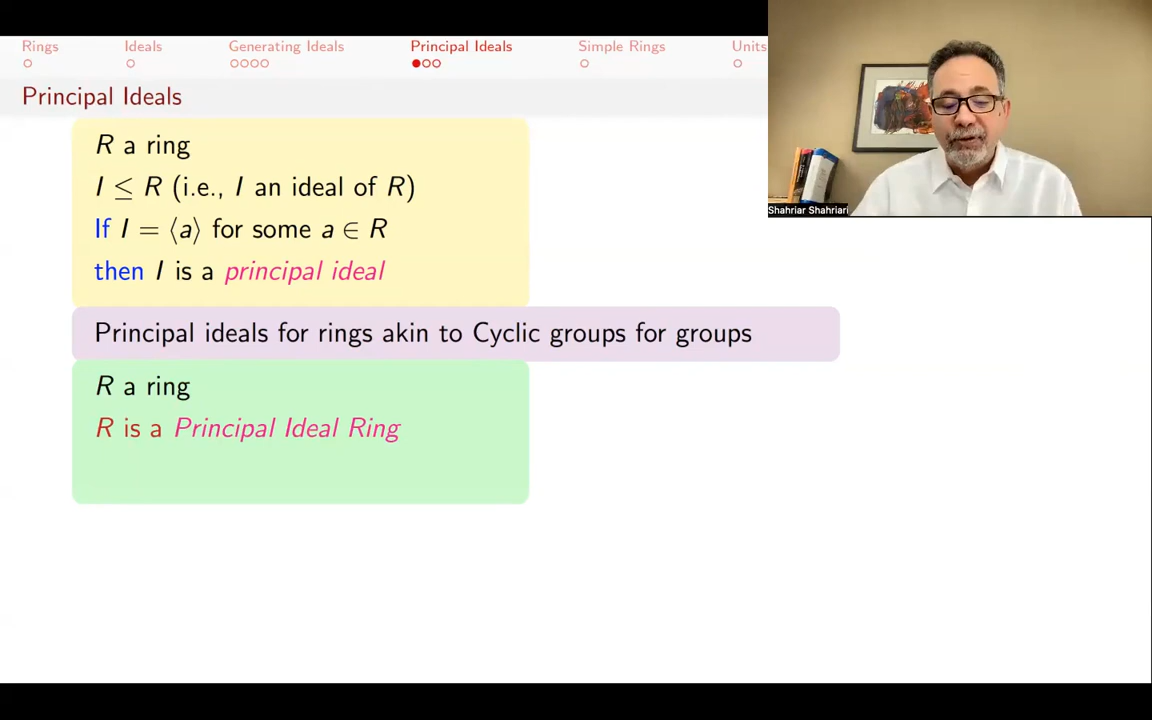 Rings Ideals Generating Ideals Principal Ideals Simple Rings Units
Principal Ideals
R a ring
I ≤ R (i.e., I an ideal of R)
If I = ⟨a⟩ for some a ∈ R
then I is a principal ideal
Principal ideals for rings akin to Cyclic groups for groups
R a ring
R is a Principal Ideal Ring
Shahriar Shahriari